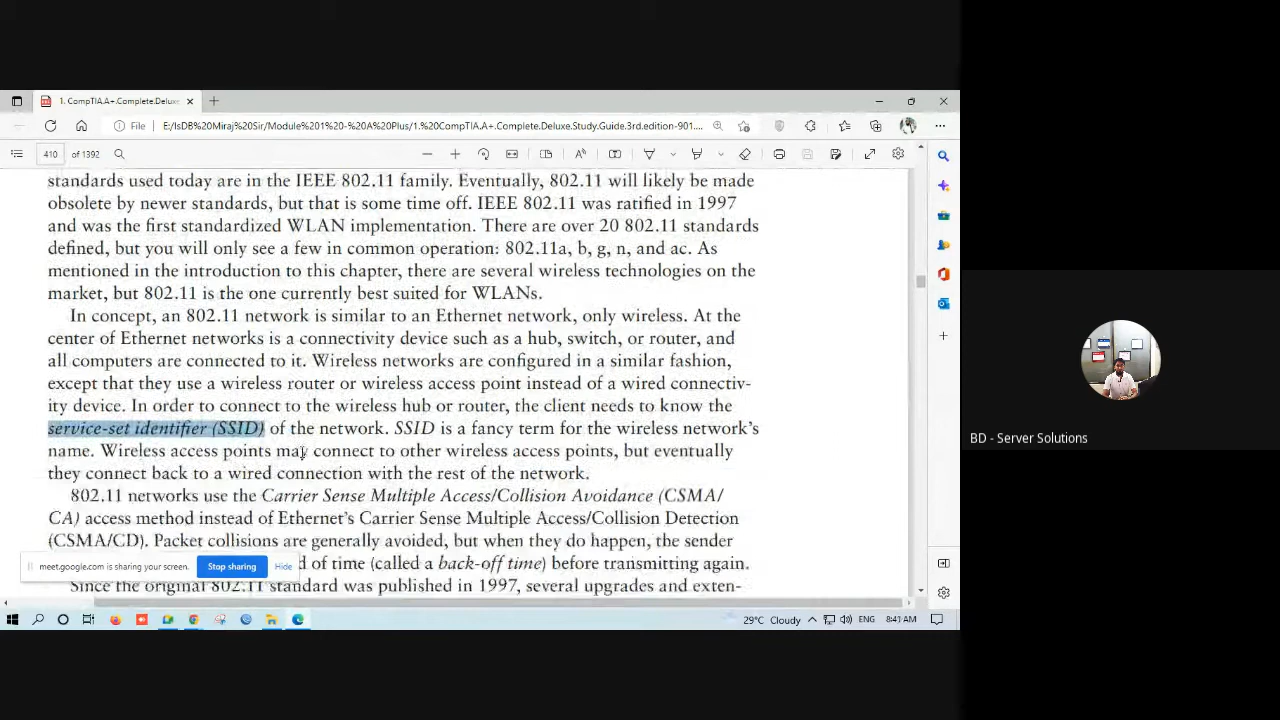 1. CompTIA.A+.Complete.Delux
File
E:/IsDB%20Miraj%20Sir/Module%201%20-%20A%20Plus/1.%20CompTIA.A+.Complete.Deluxe.Study.Guide.3rd.edition-901....
410 of 1392
standards used today are in the IEEE 802.11 family. Eventually, 802.11 will likely be made
obsolete by newer standards, but that is some time off. IEEE 802.11 was ratified in 1997
and was the first standardized WLAN implementation. There are over 20 802.11 standards
defined, but you will only see a few in common operation: 802.11a, b, g, n, and ac. As
mentioned in the introduction to this chapter, there are several wireless technologies on the
market, but 802.11 is the one currently best suited for WLANs.
In concept, an 802.11 network is similar to an Ethernet network, only wireless. At the
center of Ethernet networks is a connectivity device such as a hub, switch, or router, and
all computers are connected to it. Wireless networks are configured in a similar fashion,
except that they use a wireless router or wireless access point instead of a wired connectiv-
ity device. In order to connect to the wireless hub or router, the client needs to know the
service-set identifier (SSID) of the network. SSID is a fancy term for the wireless network's
name. Wireless access points may connect to other wireless access points, but eventually
they connect back to a wired connection with the rest of the network.
802.11 networks use the Carrier Sense Multiple Access/Collision Avoidance (CSMA/
CA) access method instead of Ethernet's Carrier Sense Multiple Access/Collision Detection
(CSMA/CD). Packet collisions are generally avoided, but when they do happen, the sender
d of time (called a back-off time) before transmitting again.
Since the original 802.11 standard was published in 1997, several upgrades and exten-
meet.google.com is sharing your screen.
Stop sharing
Hide
29°C Cloudy
ENG
8:41 AM
BD - Server Solutions